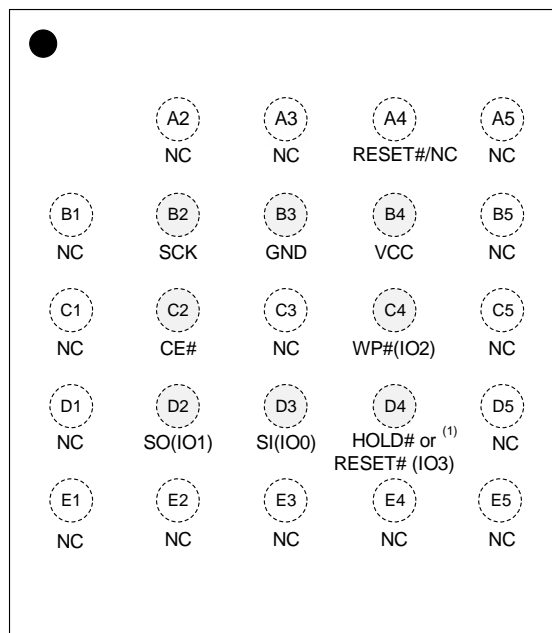 A2 A3 A4 A5
NC NC RESET#/NC NC
B1 B2 B3 B4 B5
NC SCK GND VCC NC
C1 C2 C3 C4 C5
NC CE# NC WP#(IO2) NC
D1 D2 D3 D4 D5
NC SO(IO1) SI(IO0) HOLD# or (1) NC
RESET# (IO3)
E1 E2 E3 E4 E5
NC NC NC NC NC